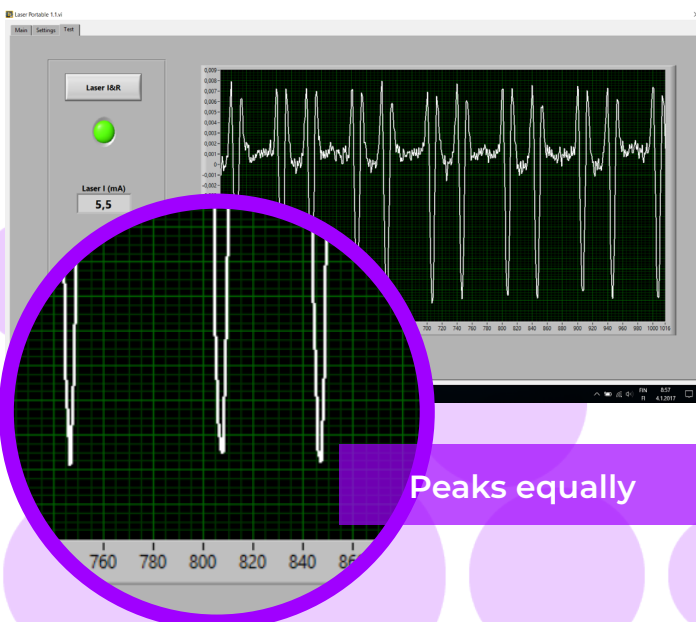 Laser Portable 1.1.vi
Main Settings Test
Laser I&R
Laser I (mA)
5,5
0,009
0,008
0,007
0,006
0,005
0,004
0,003
0,002
0,001
0
-0,001
-0,002
700 720 740 760 780 800 820 840 860 880 900 920 940 960 980 1000 1016
FIN 8:57
FI 4.1.2017
Peaks equally
760 780 800 820 840